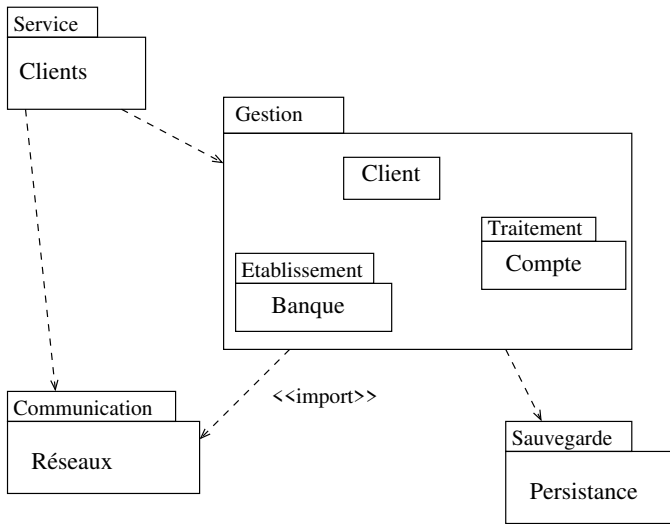 Service
Clients
Gestion
Client
Traitement
Compte
Etablissement
Banque
<<import>>
Communication
Réseaux
Sauvegarde
Persistance